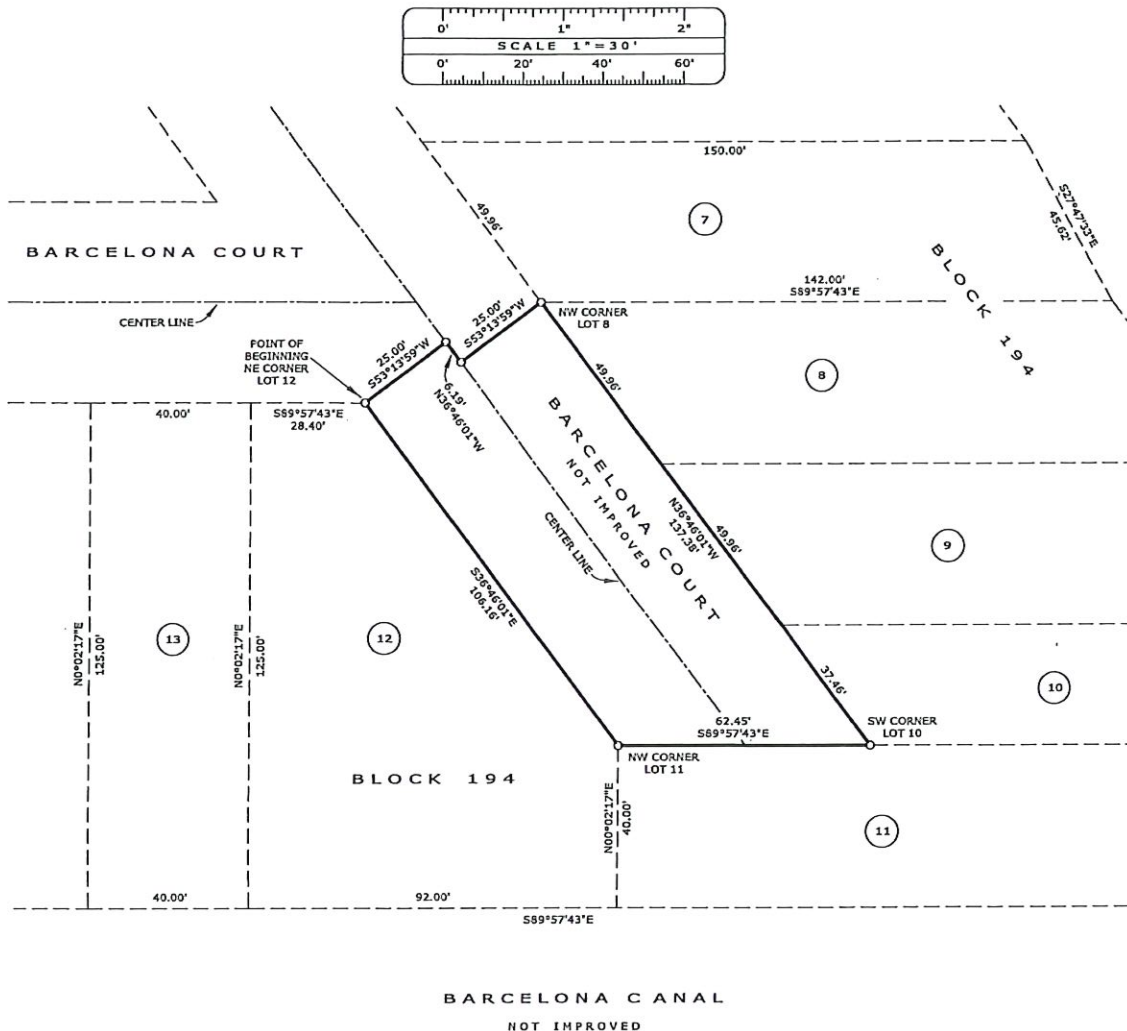 0' 1" 2"
SCALE 1"=30'
0' 20' 40' 60'
150.00'
S27°47'33"E
45.62'
49.96'
7
BARCELONA COURT
BLOCK 194
142.00'
S89°57'43"E
CENTER LINE
25.00'
S53°13'59"W
NW CORNER
LOT 8
POINT OF
BEGINNING
NE CORNER
LOT 12
25.00'
S53°13'59"W
6.19'
N36°46'01"W
49.96'
8
40.00'
S89°57'43"E
28.40'
BARCELONA COURT
NOT IMPROVED
CENTER LINE
N36°46'01"W
137.38'
49.96'
9
S36°46'01"E
106.16'
N0°02'17"E
125.00'
13
N0°02'17"E
125.00'
12
37.46'
10
62.45'
S89°57'43"E
SW CORNER
LOT 10
NW CORNER
LOT 11
BLOCK 194
N00°02'17"E
40.00'
11
40.00'
92.00'
S89°57'43"E
BARCELONA CANAL
NOT IMPROVED